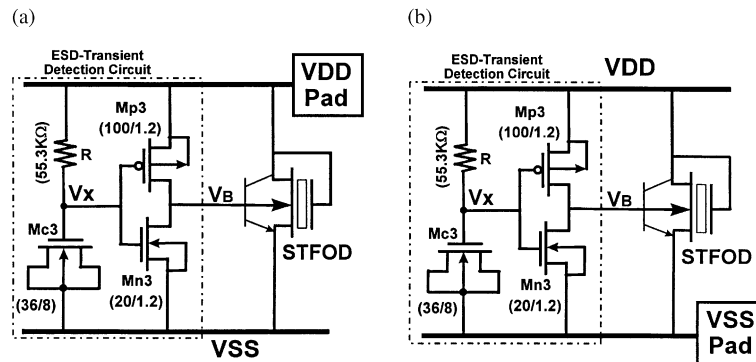 (a)
ESD-Transient
Detection Circuit
VDD
Pad
Mp3
(100/1.2)
(55.3KΩ)
R
Vx
VB
Mc3
STFOD
Mn3
(36/8)
(20/1.2)
VSS
(b)
ESD-Transient
Detection Circuit
VDD
Mp3
(100/1.2)
(55.3KΩ)
R
Vx
VB
Mc3
STFOD
Mn3
(36/8)
(20/1.2)
VSS
Pad